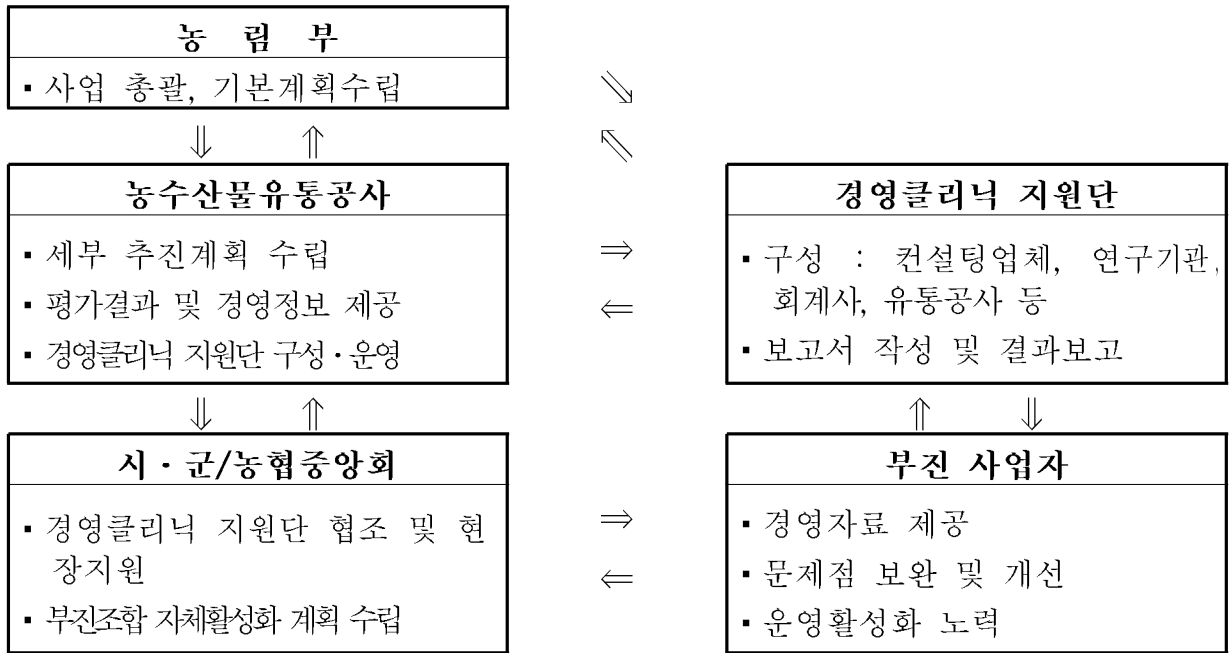 농 림 부
▪ 사업 총괄, 기본계획수립
⇘
⇓ ⇑
⇖
농수산물유통공사
▪ 세부 추진계획 수립
▪ 평가결과 및 경영정보 제공
▪ 경영클리닉 지원단 구성·운영
⇒
⇐
경영클리닉 지원단
▪ 구성 : 컨설팅업체, 연구기관,
회계사, 유통공사 등
▪ 보고서 작성 및 결과보고
⇓ ⇑
⇑ ⇓
시·군/농협중앙회
▪ 경영클리닉 지원단 협조 및 현
장지원
▪ 부진조합 자체활성화 계획 수립
⇒
⇐
부진 사업자
▪ 경영자료 제공
▪ 문제점 보완 및 개선
▪ 운영활성화 노력